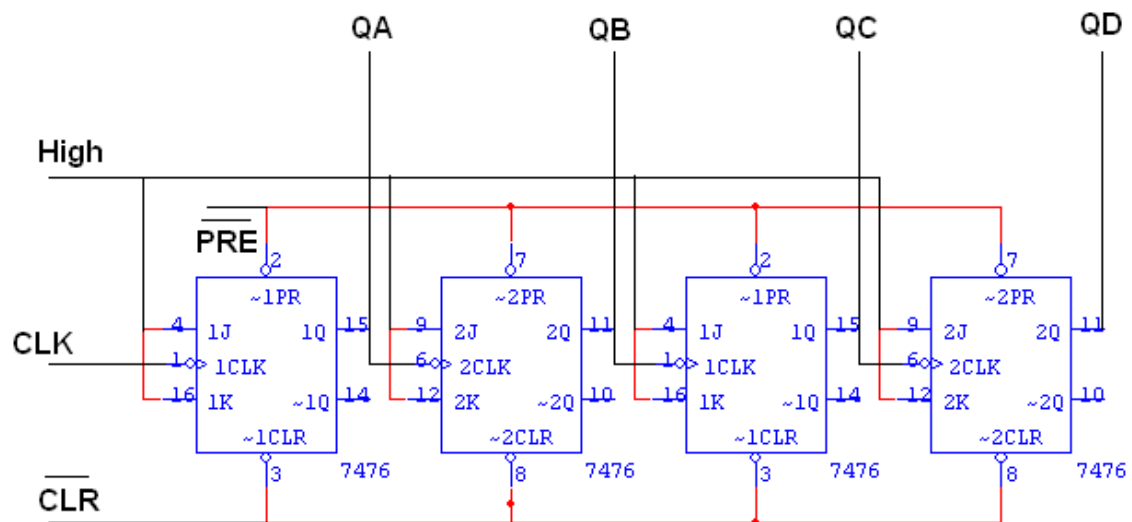 QA QB QC QD
High
PRE
2 7 2 7
~1PR ~2PR ~1PR ~2PR
4 1J 1Q 15 9 2J 2Q 11 4 1J 1Q 15 9 2J 2Q 11
CLK 1 1CLK 6 2CLK 1 1CLK 6 2CLK
16 1K ~1Q 14 12 2K ~2Q 10 16 1K ~1Q 14 12 2K ~2Q 10
~1CLR ~2CLR ~1CLR ~2CLR
3 7476 8 7476 3 7476 8 7476
CLR